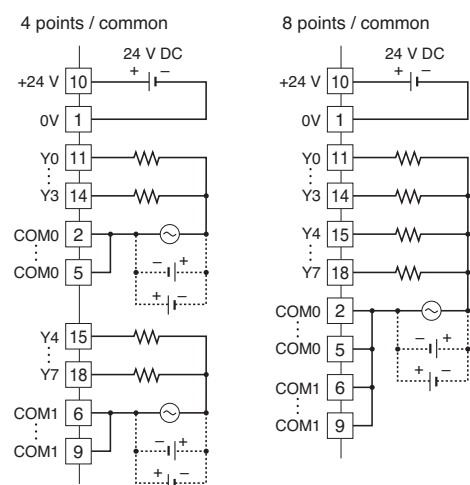 4 points / common
24 V DC
+ −
+24 V 10
0V 1
Y0 11
Y3 14
COM0 2
COM0 5
− +
+ −
Y4 15
Y7 18
COM1 6
COM1 9
− +
+ −
8 points / common
24 V DC
+ −
+24 V 10
0V 1
Y0 11
Y3 14
Y4 15
Y7 18
COM0 2
COM0 5
COM1 6
COM1 9
− +
+ −